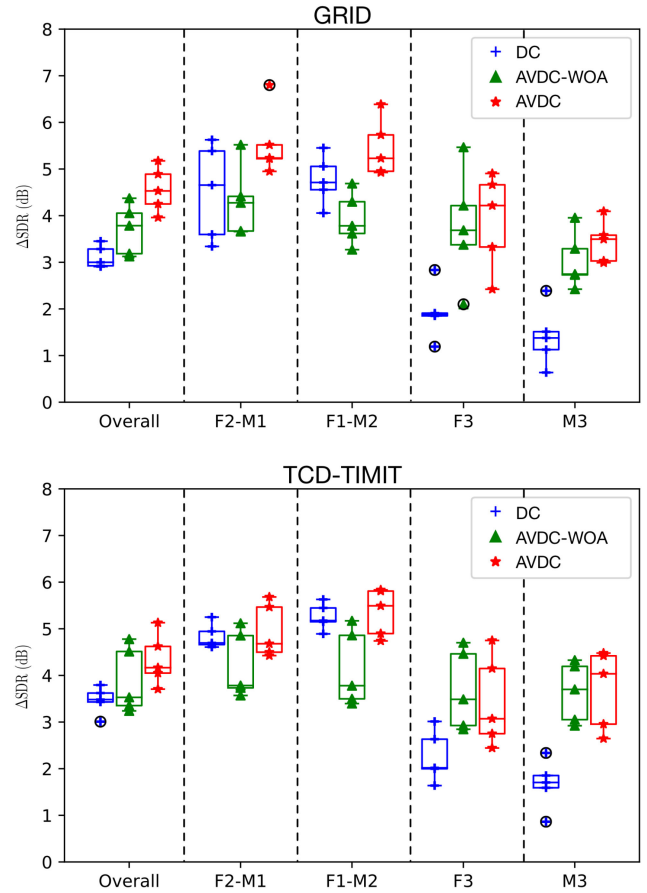 GRID
8
7
6
5
4
3
2
1
0
ΔSDR (dB)
DC
AVDC-WOA
AVDC
Overall F2-M1 F1-M2 F3 M3
TCD-TIMIT
8
7
6
5
4
3
2
1
0
ΔSDR (dB)
DC
AVDC-WOA
AVDC
Overall F2-M1 F1-M2 F3 M3